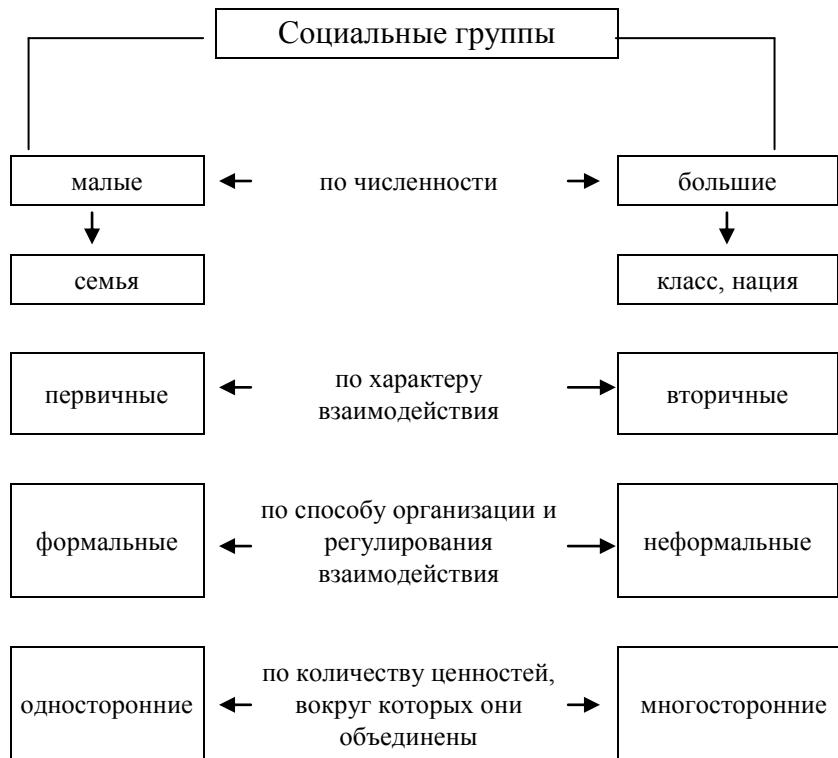 Социальные группы
малые
по численности
большие
семья
класс, нация
первичные
по характеру
взаимодействия
вторичные
формальные
по способу организации и
регулирования
взаимодействия
неформальные
односторонние
по количеству ценностей,
вокруг которых они
объединены
многосторонние